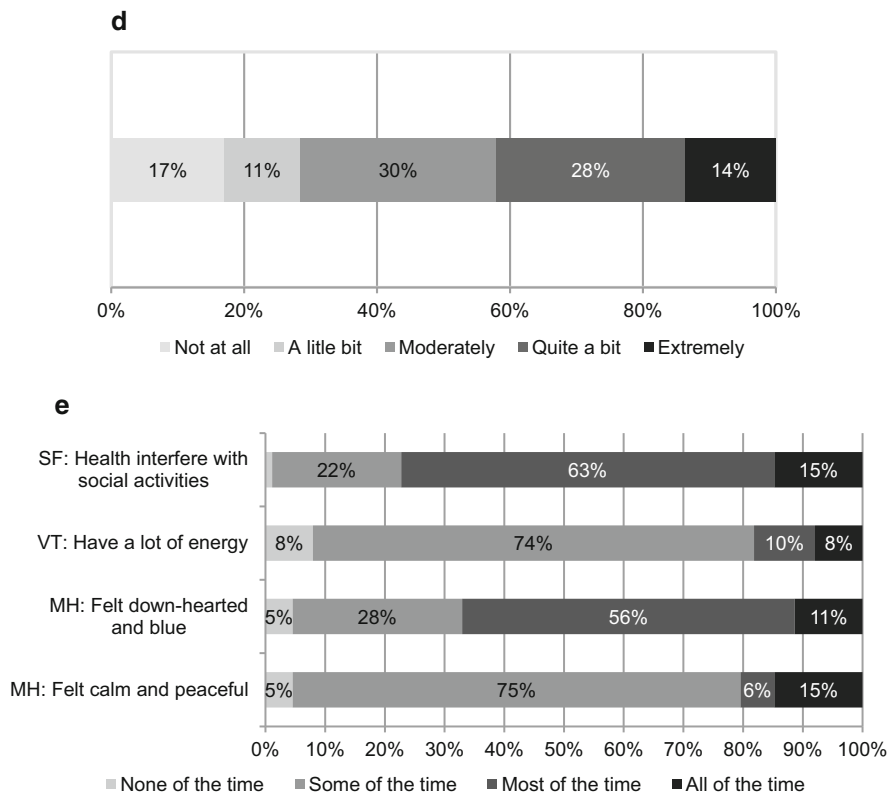 d
17% 11% 30% 28% 14%
0% 20% 40% 60% 80% 100%
Not at all A litle bit Moderately Quite a bit Extremely
e
SF: Health interfere with
social activities
22% 63% 15%
VT: Have a lot of energy
8% 74% 10% 8%
MH: Felt down-hearted
and blue
5% 28% 56% 11%
MH: Felt calm and peaceful
5% 75% 6% 15%
0% 10% 20% 30% 40% 50% 60% 70% 80% 90% 100%
None of the time Some of the time Most of the time All of the time